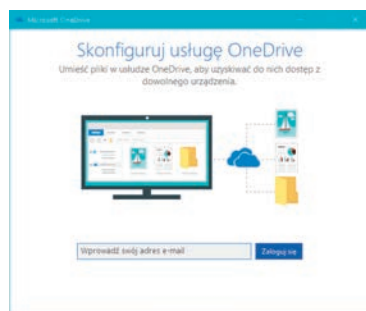 Microsoft OneDrive
Skonfiguruj usługę OneDrive
Umieść pliki w usłudze OneDrive, aby uzyskiwać do nich dostęp z
dowolnego urządzenia.
Wprowadź swój adres e-mail
Zaloguj się